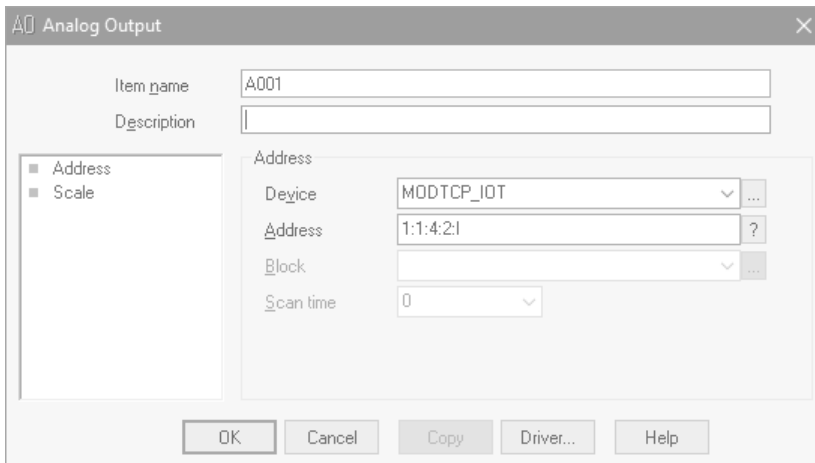 AO Analog Output
Item name A001
Description
Address
Scale
Address
Device MODTCP_IOT ...
Address 1:1:4:2:I ?
Block ...
Scan time 0
OK Cancel Copy Driver... Help